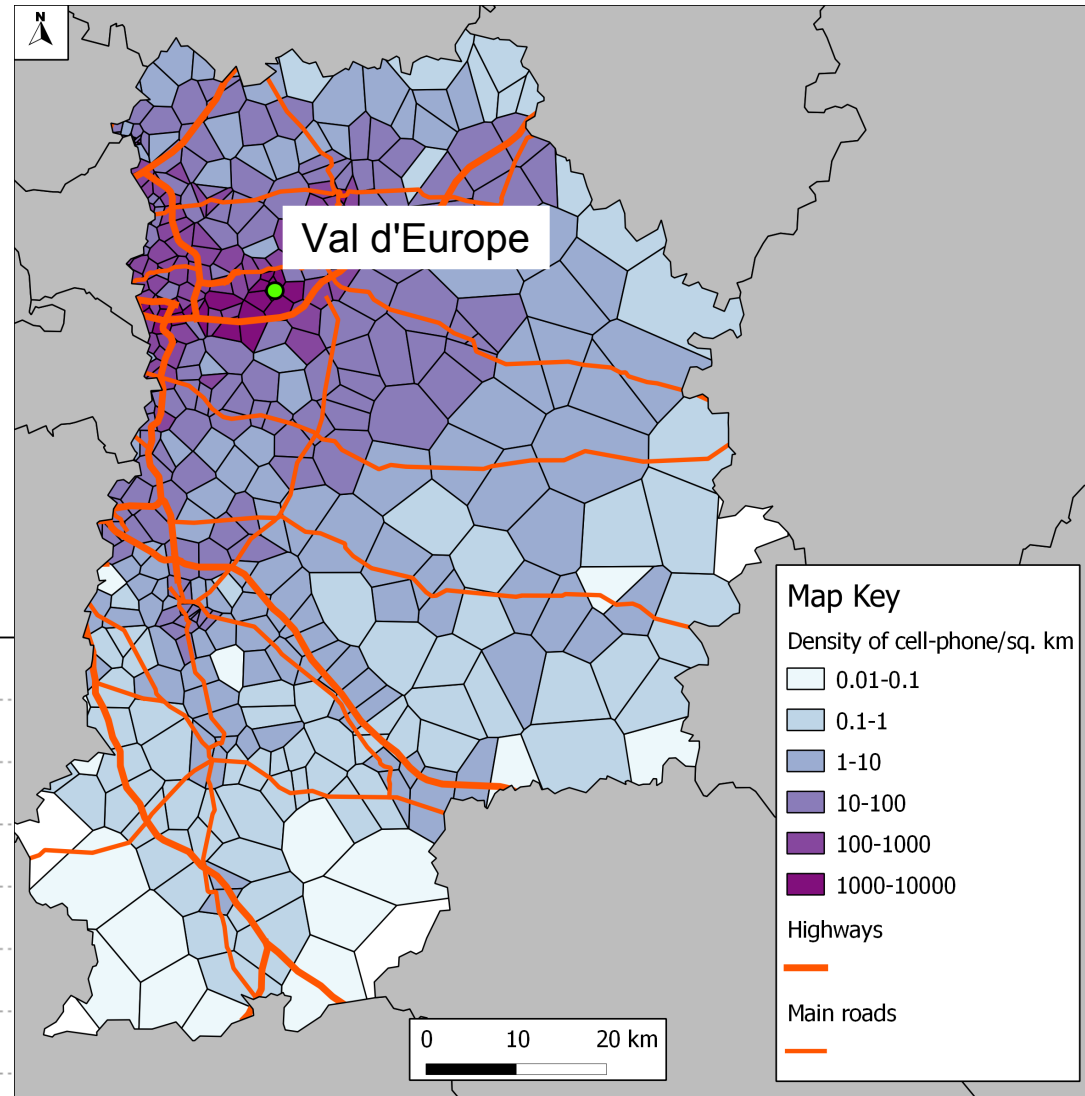 N
Val d'Europe
Map Key
Density of cell-phone/sq. km
0.01-0.1
0.1-1
1-10
10-100
100-1000
1000-10000
Highways
Main roads
0 10 20 km